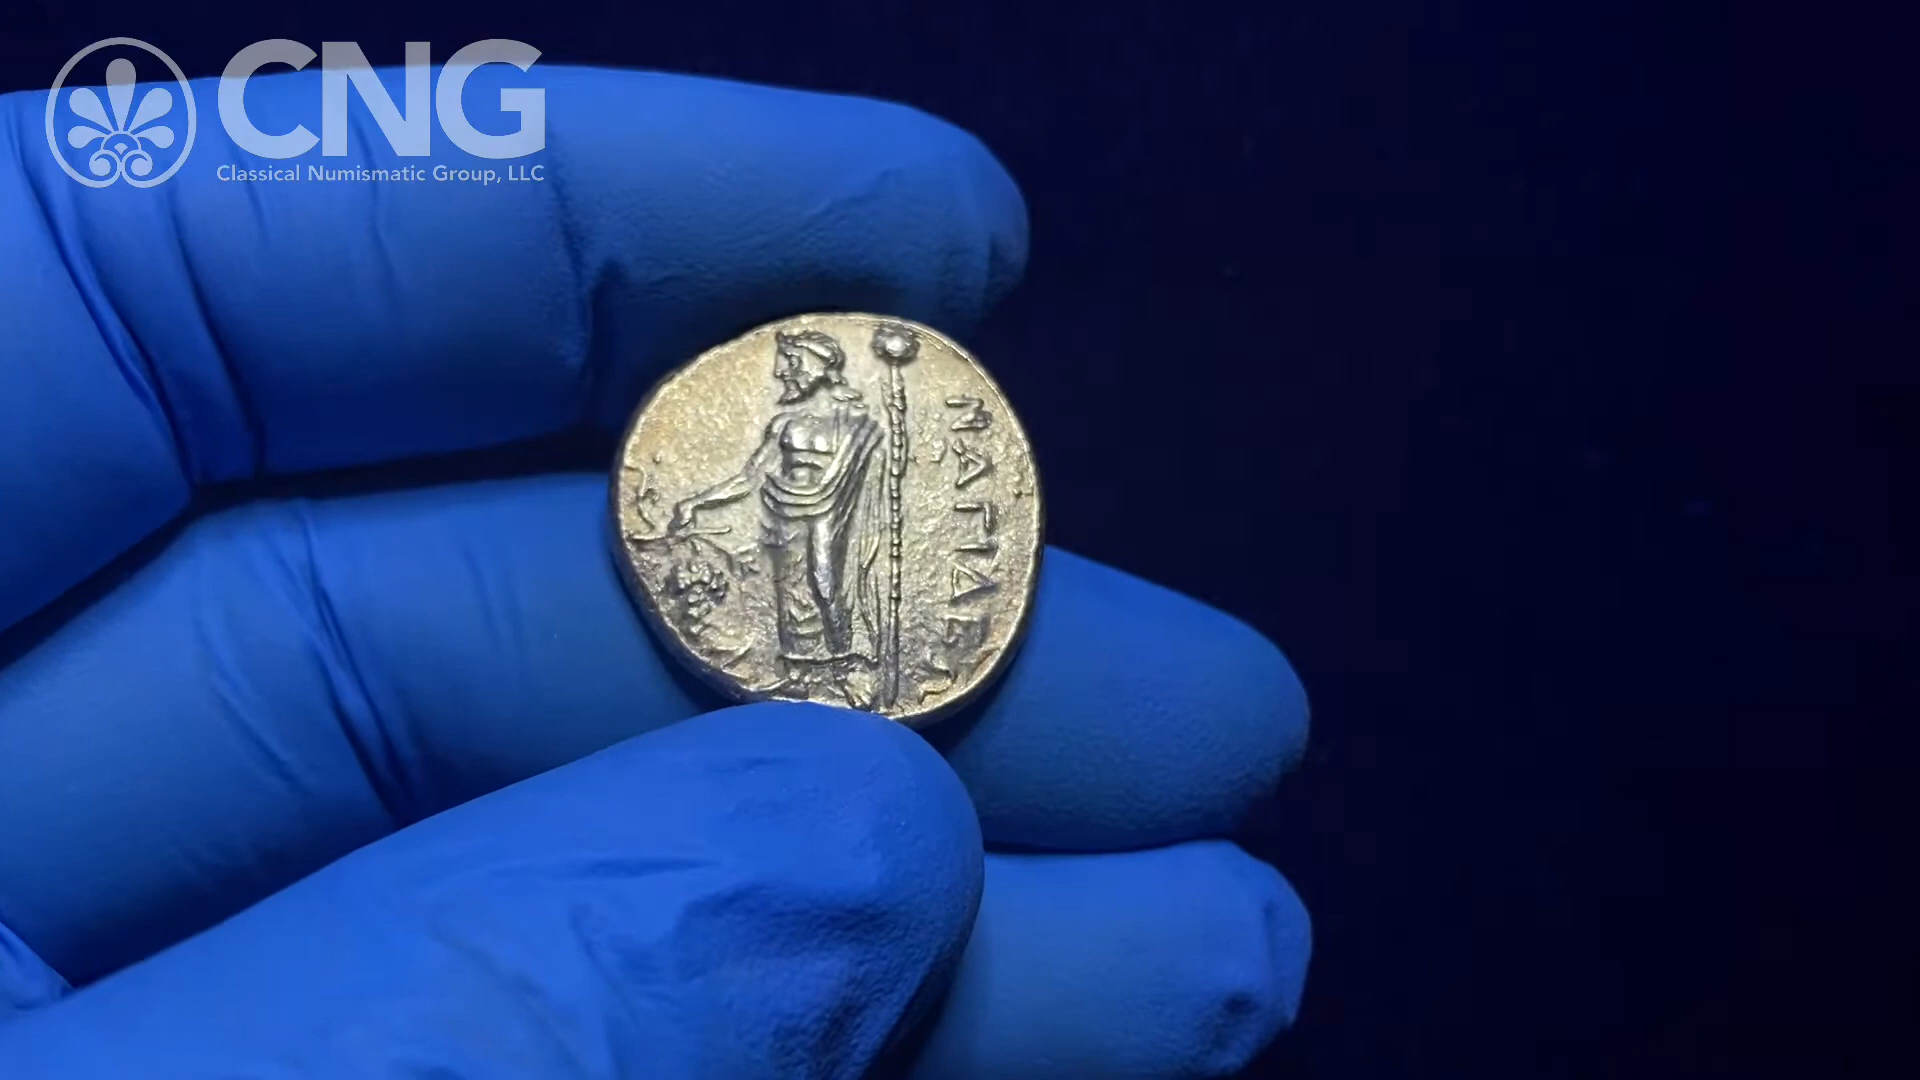 CNG
Classical Numismatic Group, LLC
ΝΑΓΙΔΕ